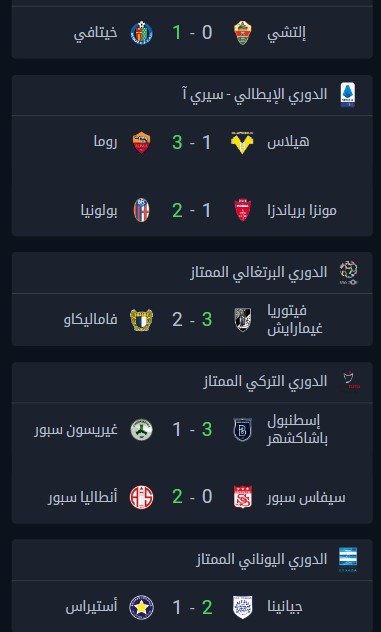 إلتشي 0 - 1 خيتافي
الدوري الإيطالي - سيري آ
هيلاس 1 - 3 روما
مونزا برياندزا 1 - 2 بولونيا
الدوري البرتغالي الممتاز
فيتوريا
غيمارايش 3 - 2 فاماليكاو
الدوري التركي الممتاز
إسطنبول
باشاكشهر 3 - 1 غيريسون سبور
سيفاس سبور 0 - 2 أنطاليا سبور
الدوري اليوناني الممتاز
جيانينا 2 - 1 أستيراس